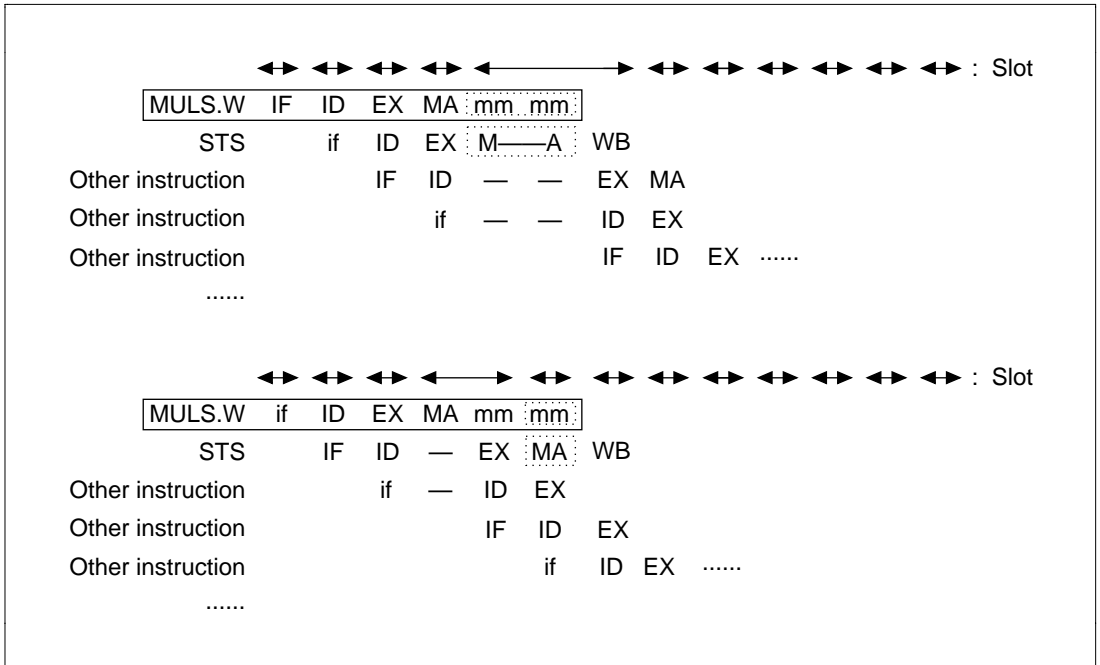 : Slot
MULS.W IF ID EX MA mm mm
STS if ID EX M——A WB
Other instruction IF ID — — EX MA
Other instruction if — — ID EX
Other instruction IF ID EX ······
······
: Slot
MULS.W if ID EX MA mm mm
STS IF ID — EX MA WB
Other instruction if — ID EX
Other instruction IF ID EX
Other instruction if ID EX ······
······